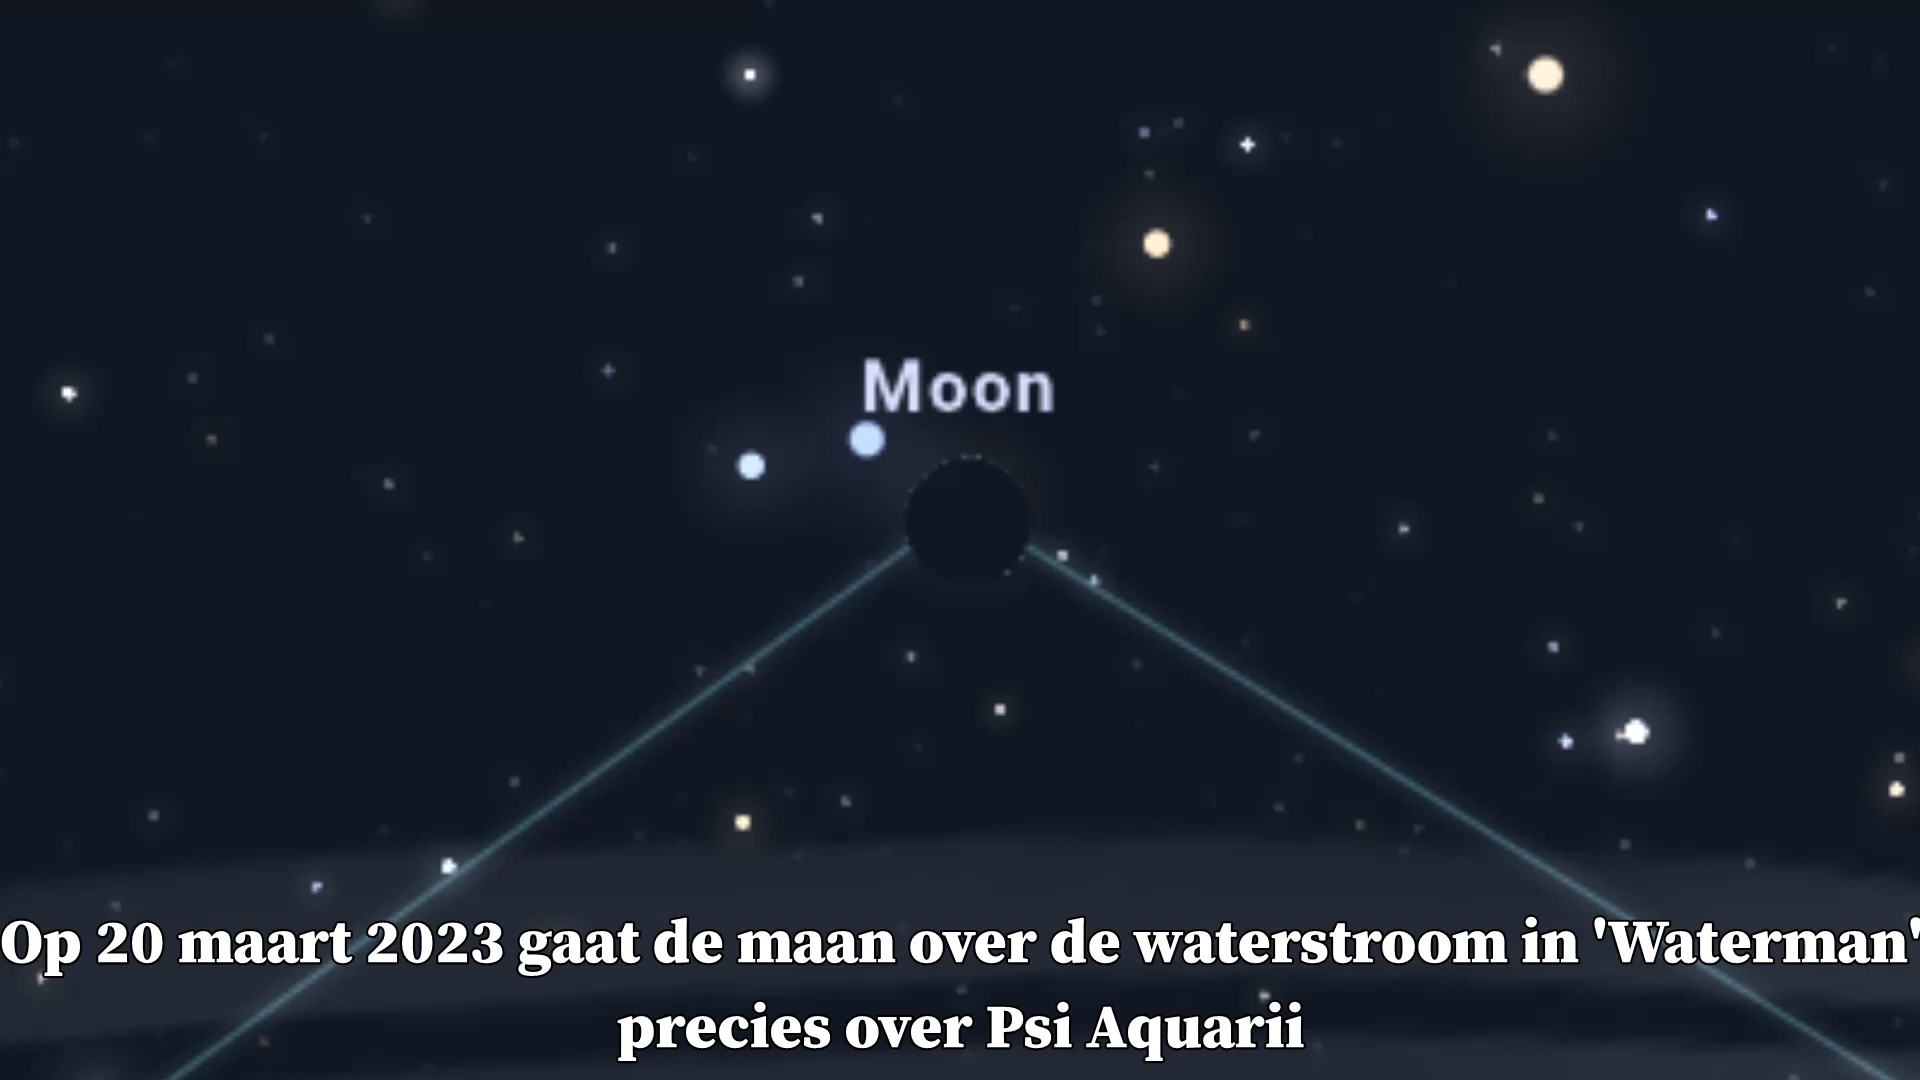 Moon
Op 20 maart 2023 gaat de maan over de waterstroom in 'Waterman'
precies over Psi Aquarii